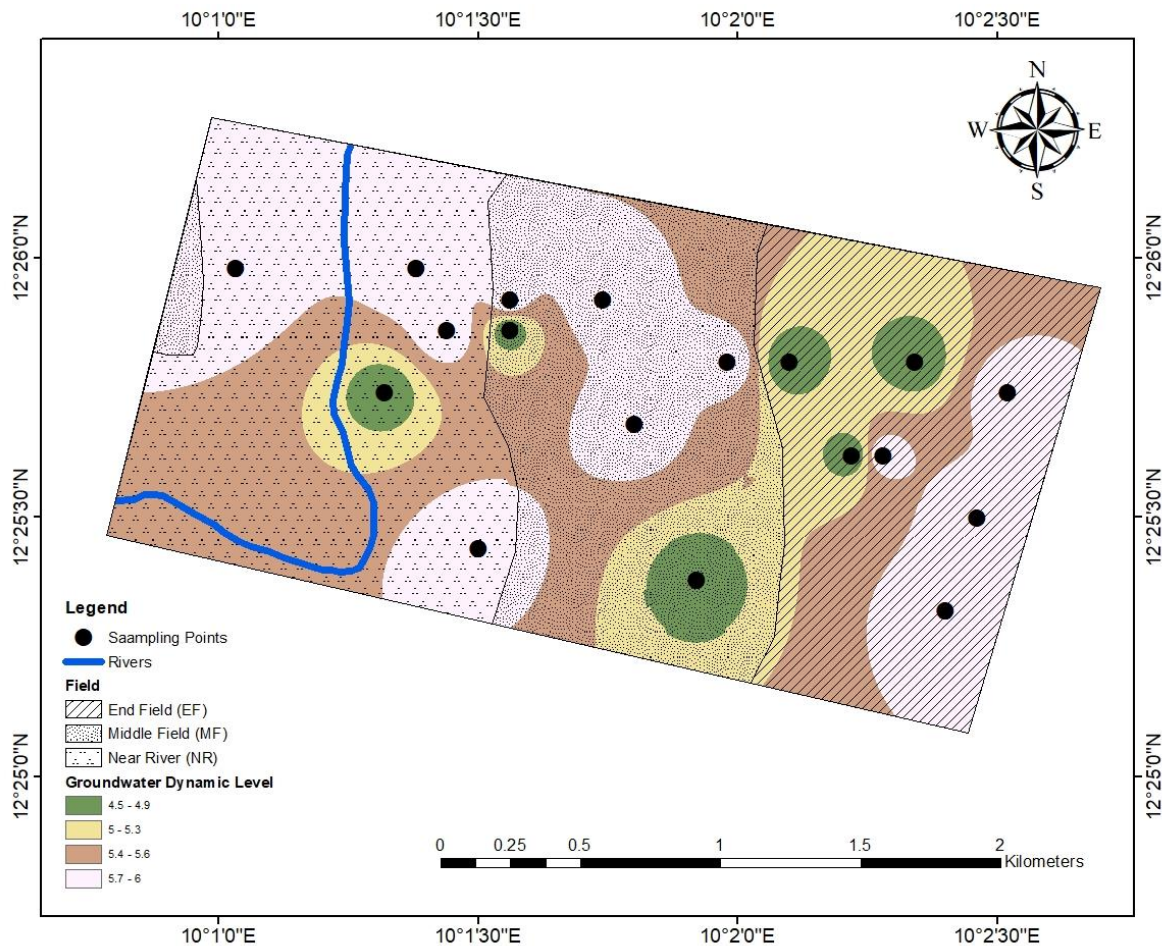 10°1'0"E 10°1'30"E 10°2'0"E 10°2'30"E
N
W E
S
12°26'0"N 12°26'0"N
12°25'30"N 12°25'30"N
12°25'0"N 12°25'0"N
Legend
Saampling Points
Rivers
Field
End Field (EF)
Middle Field (MF)
Near River (NR)
Groundwater Dynamic Level
4.5 - 4.9
5 - 5.3
5.4 - 5.6
5.7 - 6
0 0.25 0.5 1 1.5 2
Kilometers
10°1'0"E 10°1'30"E 10°2'0"E 10°2'30"E